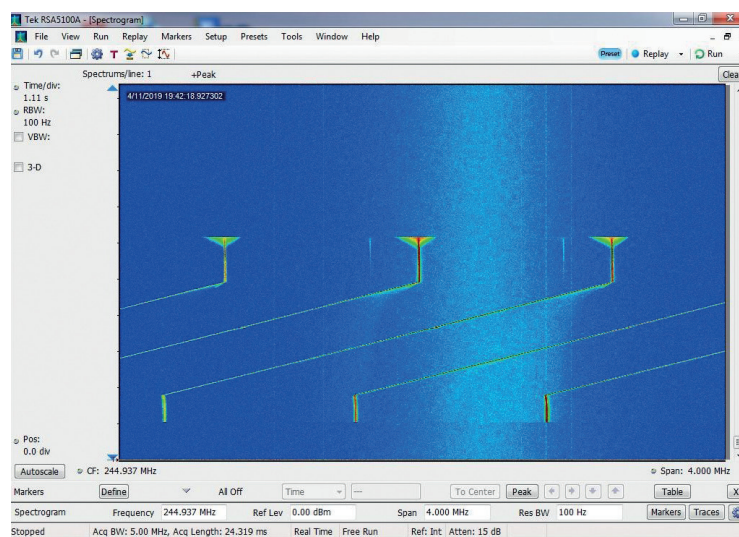 Tek RSA5100A - [Spectrogram]
File View Run Replay Markers Setup Presets Tools Window Help
T Preset Replay Run
Spectrums/line: 1 +Peak Clea
Time/div:
1.11 s
RBW:
100 Hz
VBW:
3-D
4/11/2019 19:42:18.927302
Pos:
0.0 div
Autoscale CF: 244.937 MHz Span: 4.000 MHz
Markers Define All Off Time --- To Center Peak Table X
Spectrogram Frequency 244.937 MHz Ref Lev 0.00 dBm Span 4.000 MHz Res BW 100 Hz Markers Traces
Stopped Acq BW: 5.00 MHz, Acq Length: 24.319 ms Real Time Free Run Ref: Int Atten: 15 dB